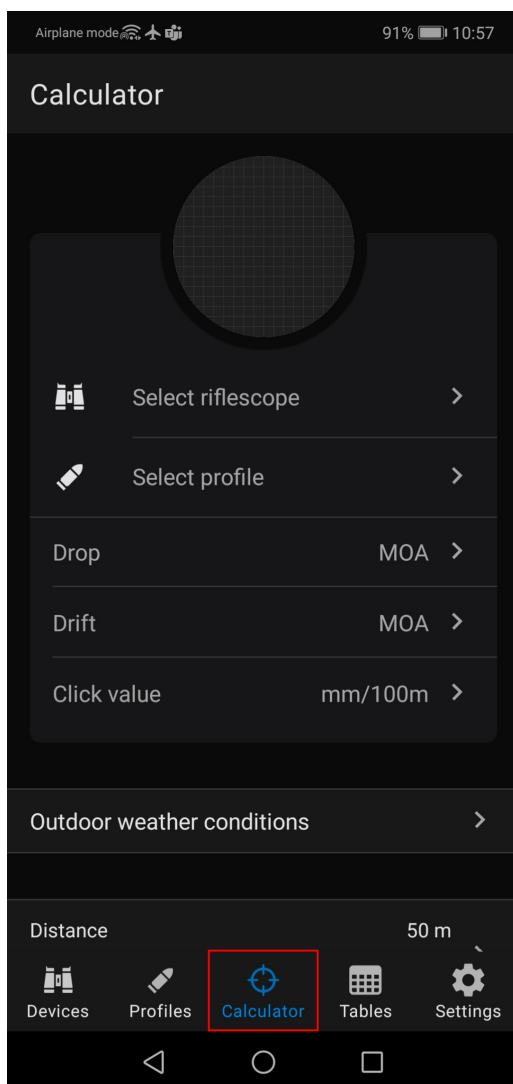 Airplane mode 91% 10:57
Calculator
Select riflescope
Select profile
Drop MOA
Drift MOA
Click value mm/100m
Outdoor weather conditions
Distance 50 m
Devices Profiles Calculator Tables Settings